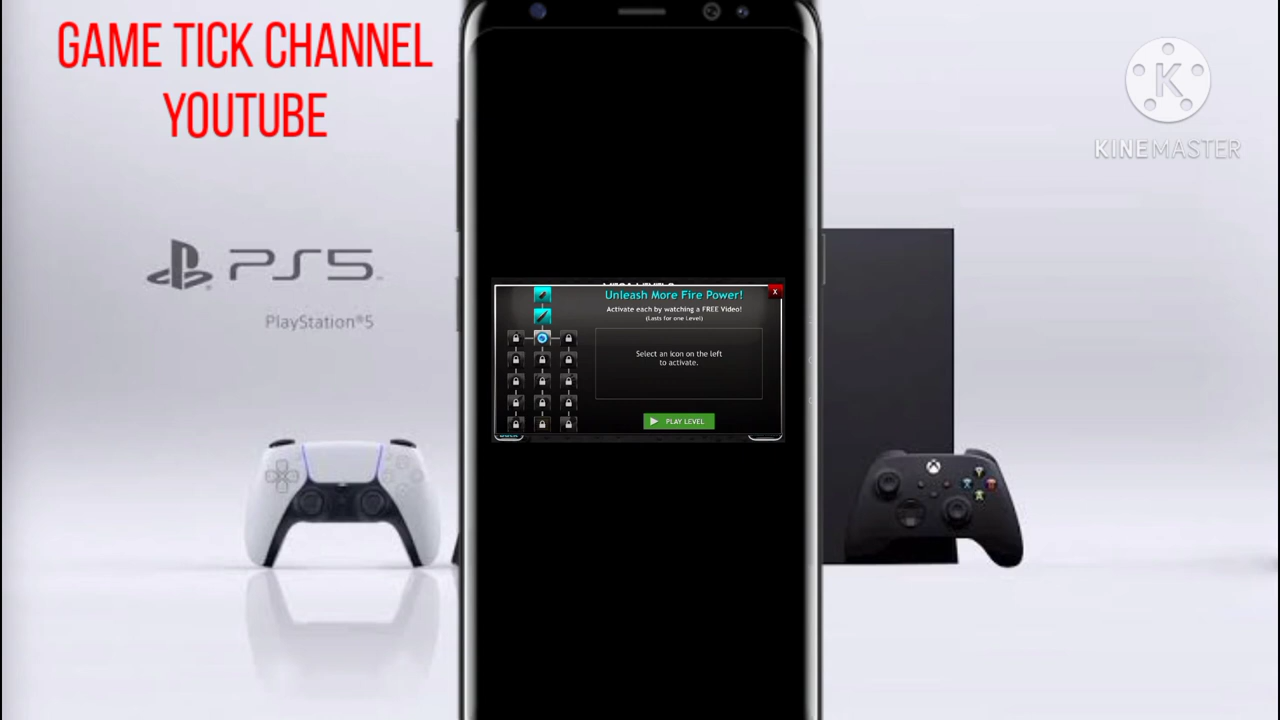 GAME TICK CHANNEL
YOUTUBE
KINEMASTER
PS5
PlayStation®5
Unleash More Fire Power!
X
Activate each by watching a FREE Video!
(Lasts for one Level)
Select an icon on the left
to activate.
PLAY LEVEL